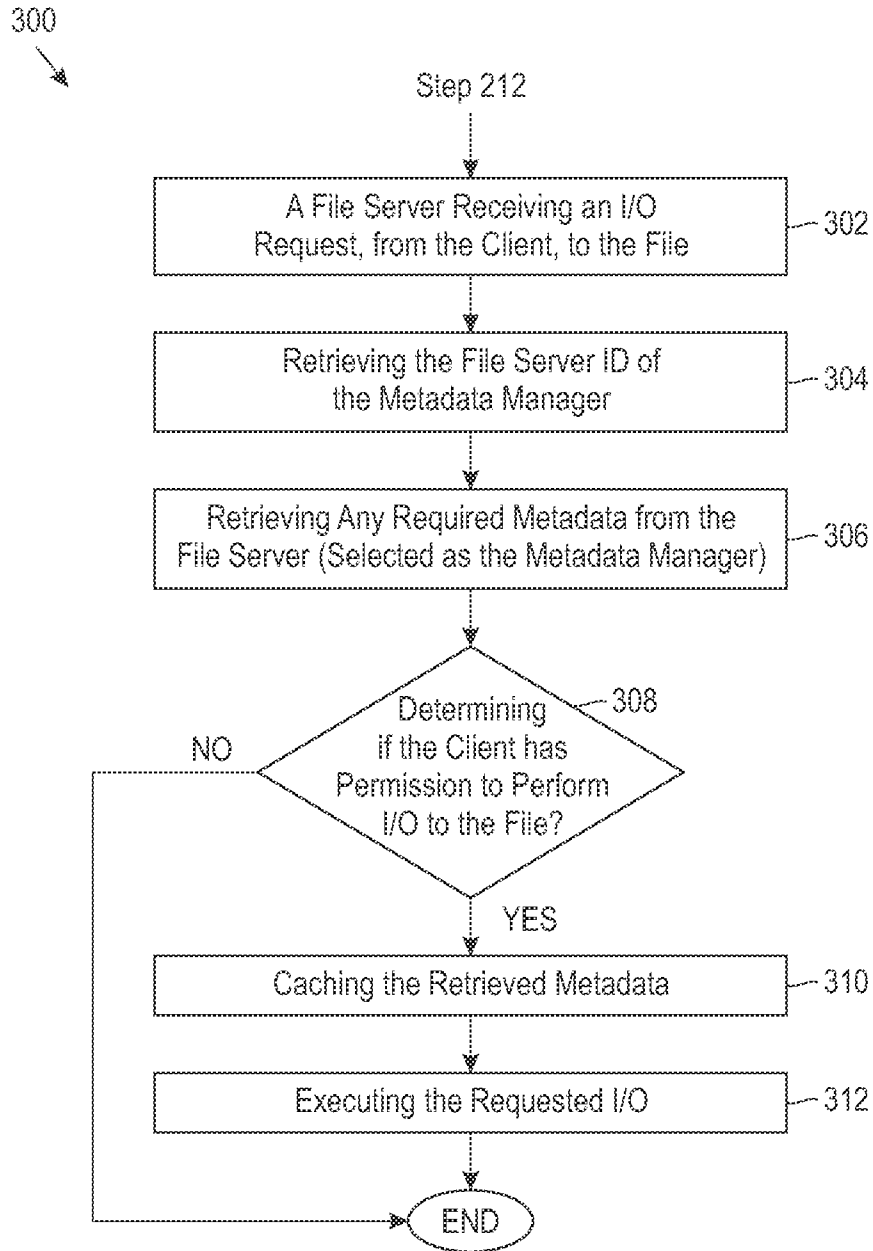 300
Step 212
A File Server Receiving an I/O
Request, from the Client, to the File
302
Retrieving the File Server ID of
the Metadata Manager
304
Retrieving Any Required Metadata from the
File Server (Selected as the Metadata Manager)
306
308
Determining
if the Client has
Permission to Perform
I/O to the File?
NO
YES
Caching the Retrieved Metadata
310
Executing the Requested I/O
312
END